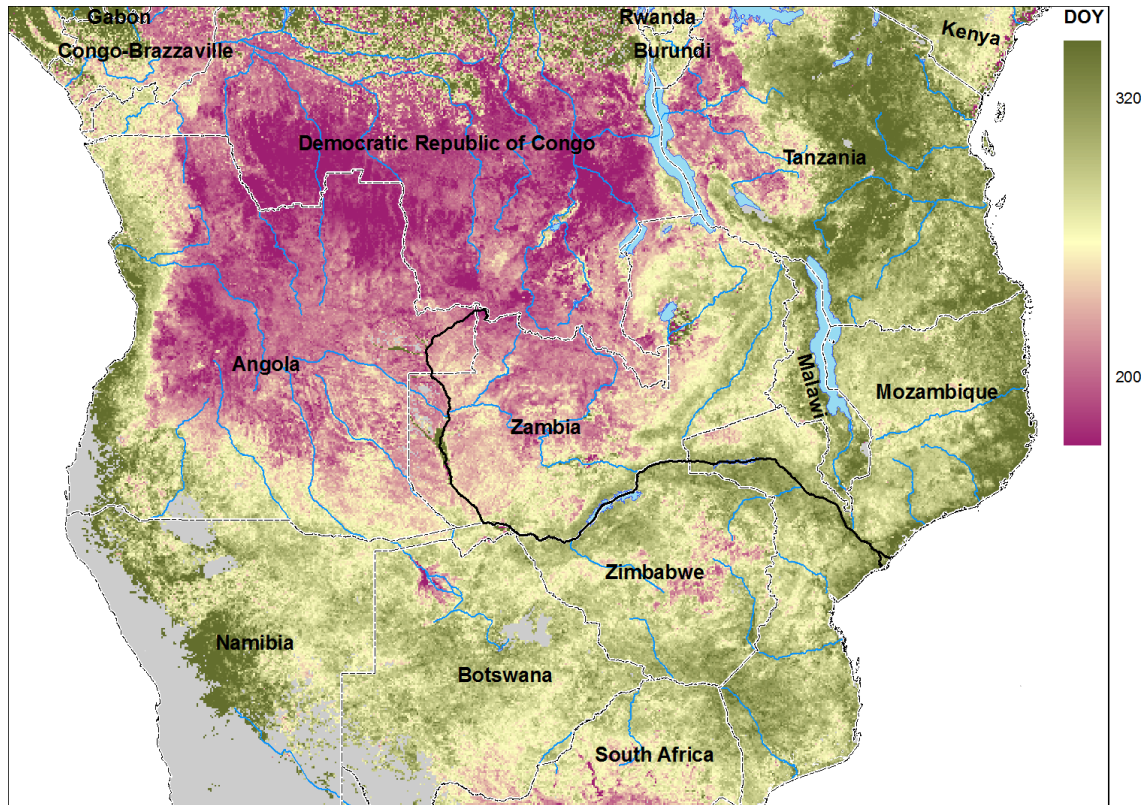 Gabon
Rwanda
DOY
Kenya
Congo-Brazzaville
Burundi
320
Democratic Republic of Congo
Tanzania
Angola
200
Malawi
Mozambique
Zambia
Zimbabwe
Namibia
Botswana
South Africa